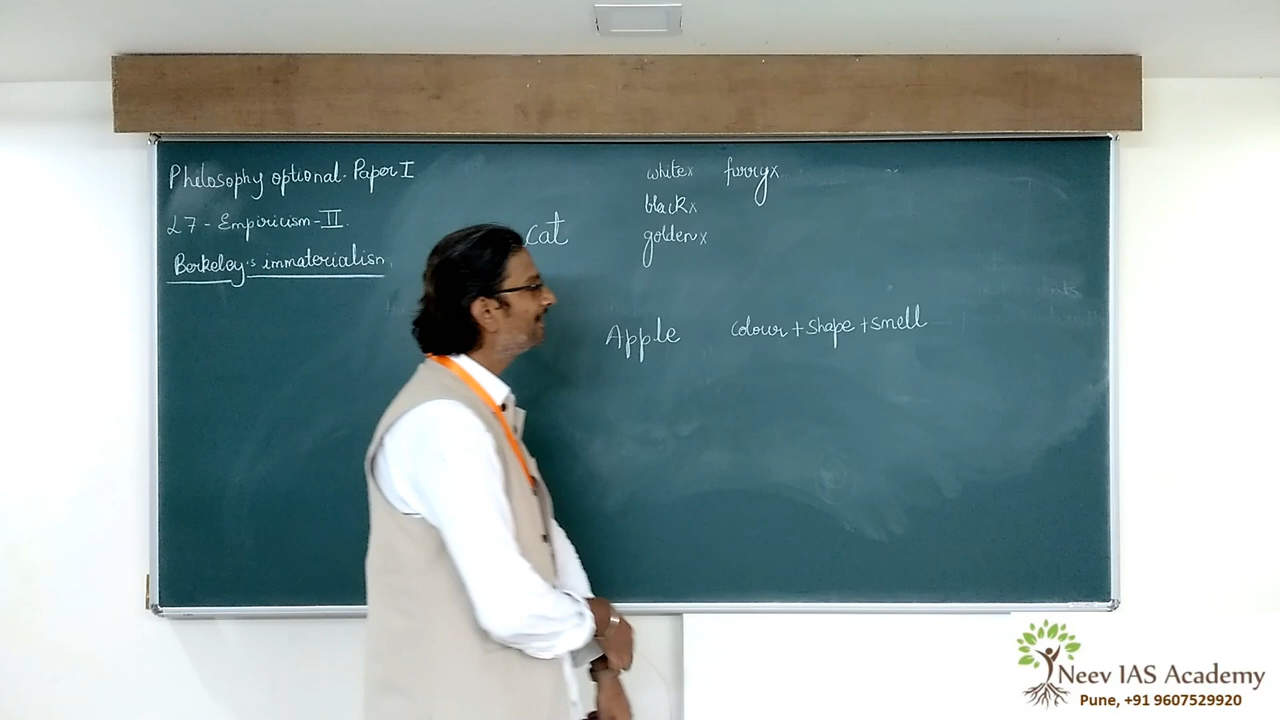 Philosophy optional. Paper I
L7 - Empiricism - II.
Berkeley's immaterialism
white x furry x
black x
cat
golden x
Apple colour + shape + smell
Neev IAS Academy
Pune, +91 9607529920